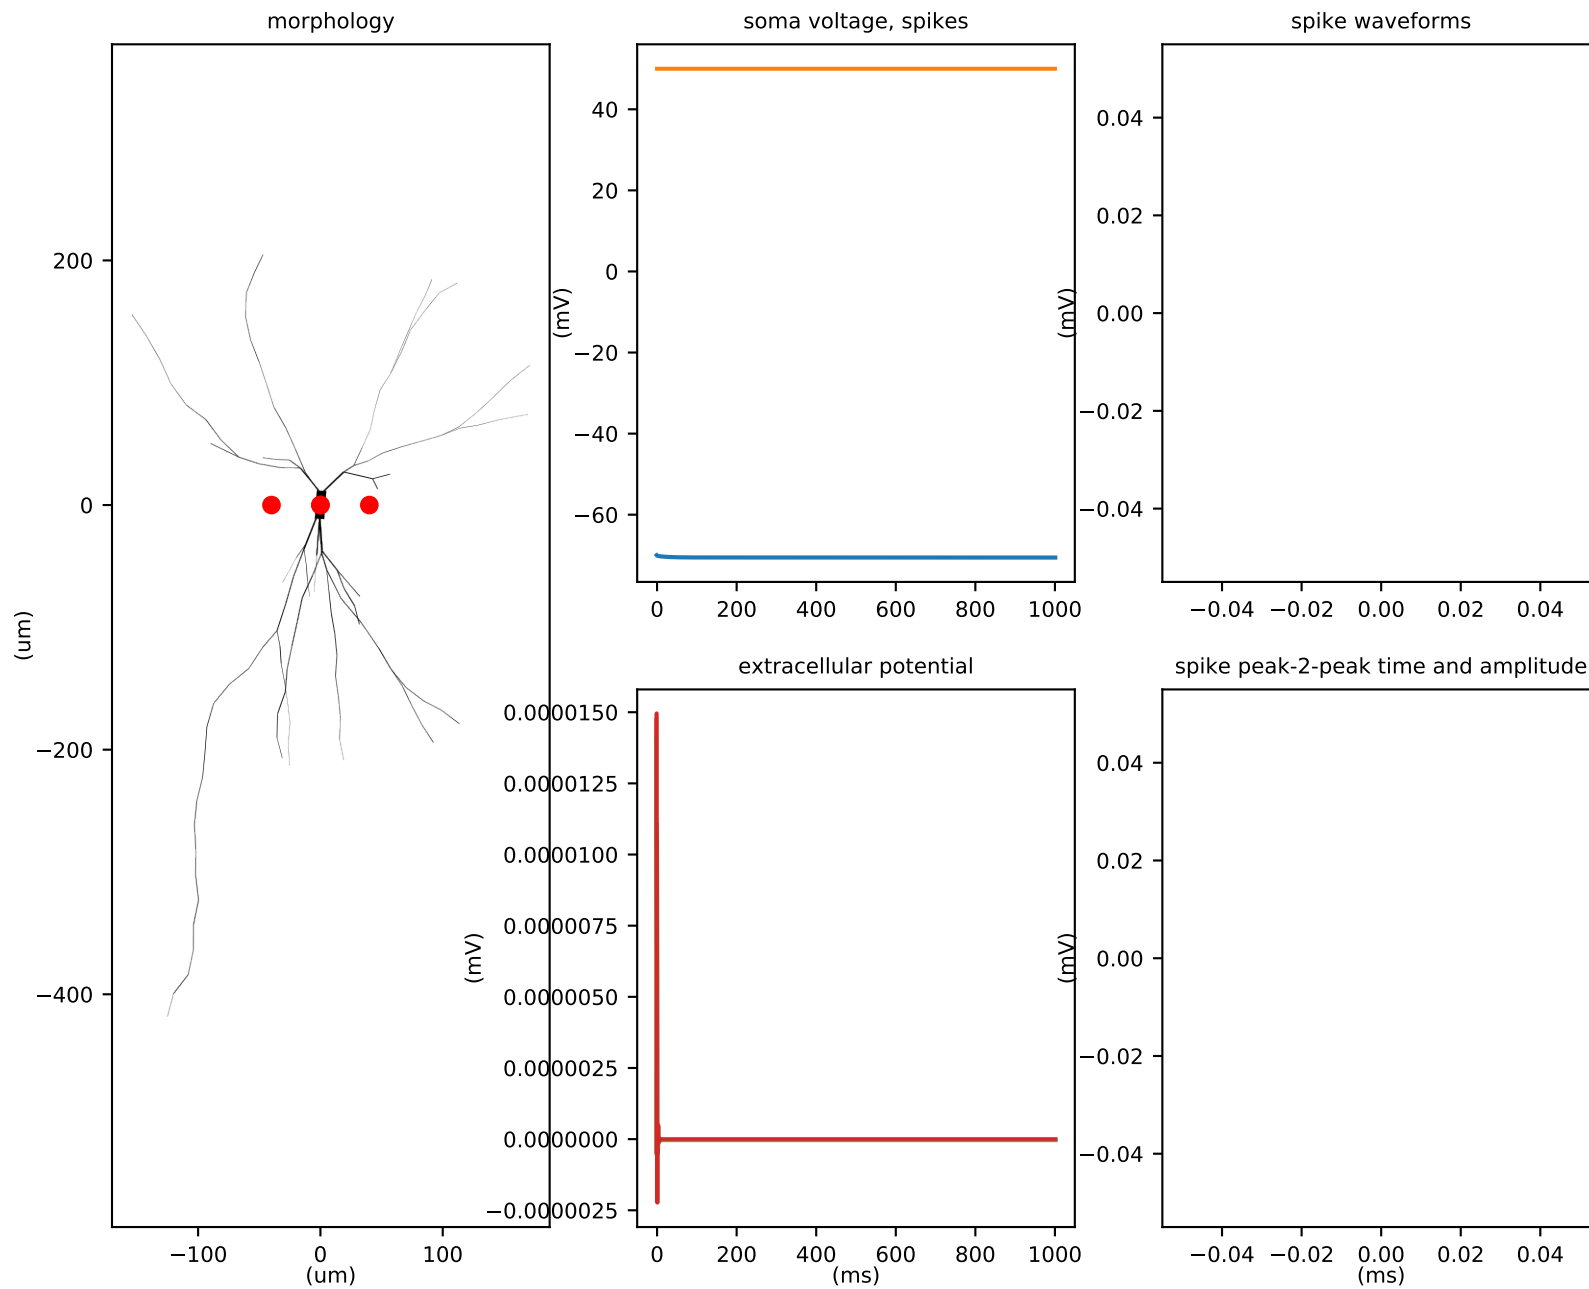 morphology
200
0
−200
−400
(um)
−100 0 100
(um)
soma voltage, spikes
40
20
0
−20
−40
−60
(mV)
0 200 400 600 800 1000
spike waveforms
0.04
0.02
0.00
−0.02
−0.04
(mV)
−0.04 −0.02 0.00 0.02 0.04
extracellular potential
0.0000150
0.0000125
0.0000100
0.0000075
0.0000050
0.0000025
0.0000000
−0.0000025
(mV)
0 200 400 600 800 1000
(ms)
spike peak-2-peak time and amplitude
0.04
0.02
0.00
−0.02
−0.04
(mV)
−0.04 −0.02 0.00 0.02 0.04
(ms)